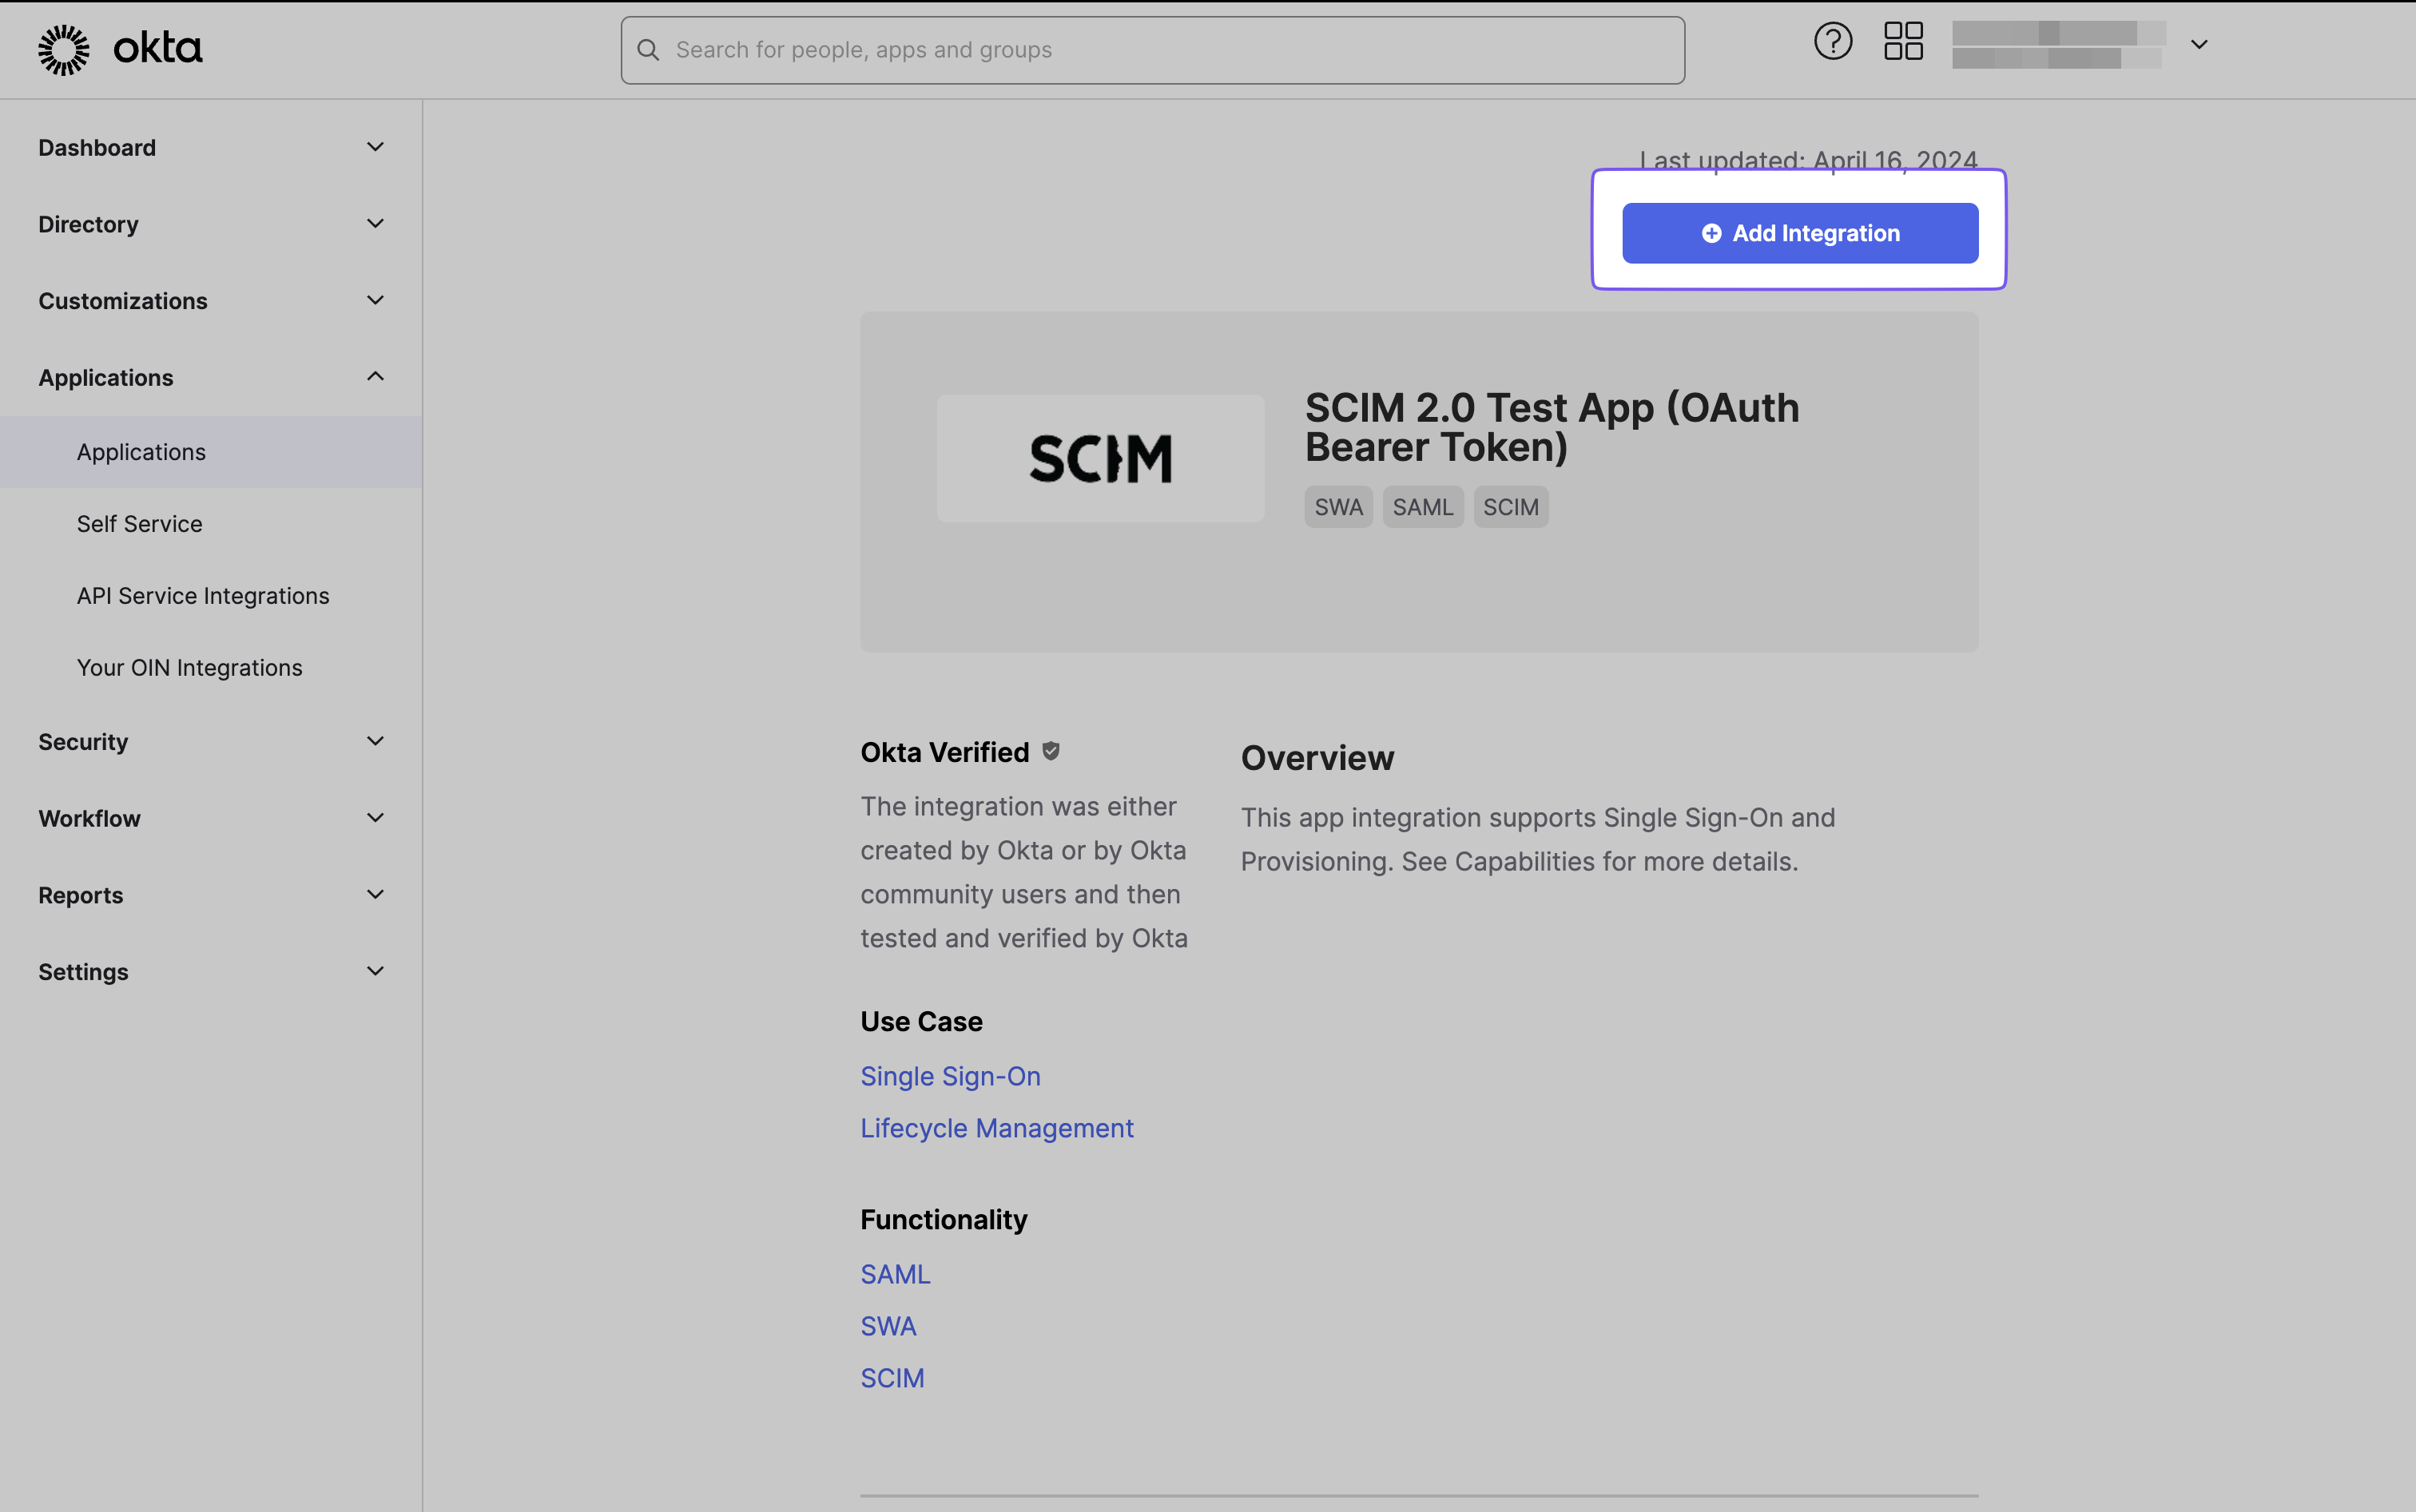 okta
Search for people, apps and groups
Dashboard
Directory
Customizations
Applications
Applications
Self Service
API Service Integrations
Your OIN Integrations
Security
Workflow
Reports
Settings
Last updated: April 16, 2024
Add Integration
SCIM
SCIM 2.0 Test App (OAuth
Bearer Token)
SWA SAML SCIM
Okta Verified
The integration was either
created by Okta or by Okta
community users and then
tested and verified by Okta
Use Case
Single Sign-On
Lifecycle Management
Functionality
SAML
SWA
SCIM
Overview
This app integration supports Single Sign-On and
Provisioning. See Capabilities for more details.